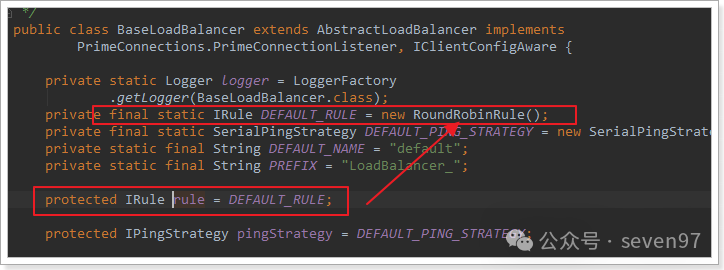 */
public class BaseLoadBalancer extends AbstractLoadBalancer implements
PrimeConnections.PrimeConnectionListener, IClientConfigAware {
private static Logger logger = LoggerFactory
.getLogger(BaseLoadBalancer.class);
private final static IRule DEFAULT_RULE = new RoundRobinRule();
private final static SerialPingStrategy DEFAULT_PING_STRATEGY = new SerialPingStrate
private static final String DEFAULT_NAME = "default";
private static final String PREFIX = "LoadBalancer_";
protected IRule rule = DEFAULT_RULE;
protected IPingStrategy pingStrategy = DEFAULT_PING_STRATEGY;
公众号 · seven97